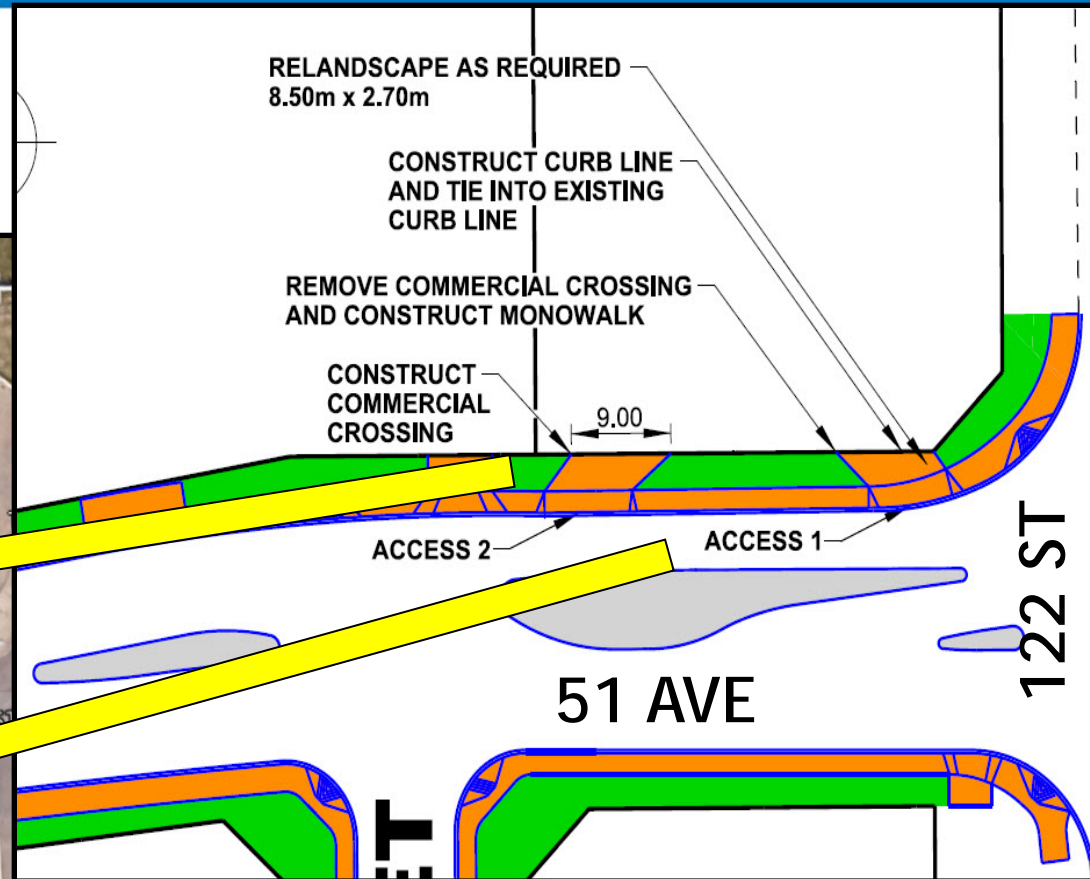 RELANDSCAPE AS REQUIRED
8.50m x 2.70m
CONSTRUCT CURB LINE
AND TIE INTO EXISTING
CURB LINE
REMOVE COMMERCIAL CROSSING
AND CONSTRUCT MONOWALK
CONSTRUCT
COMMERCIAL
CROSSING
9.00
ACCESS 2
ACCESS 1
122 ST
51 AVE
ET